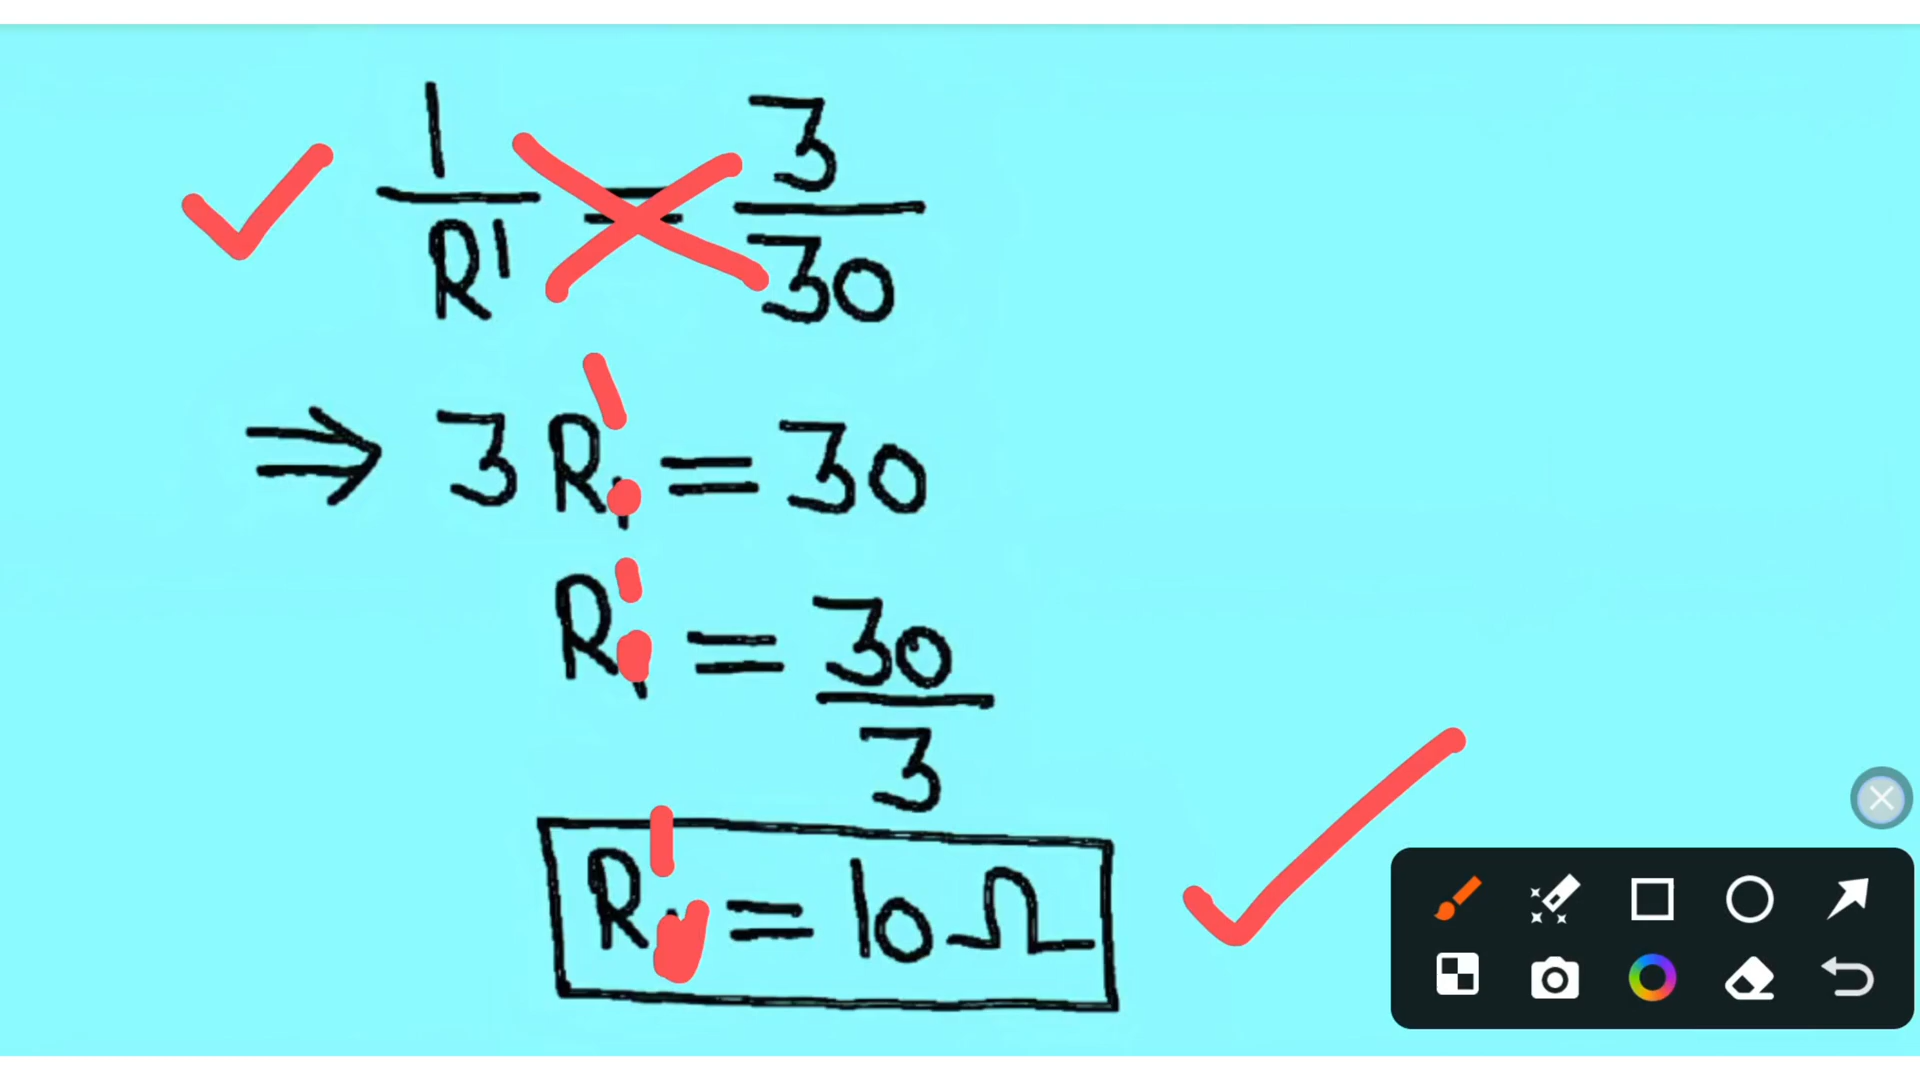 1/R' = 3/30
⇒ 3R' = 30
R' = 30/3
R' = 10Ω